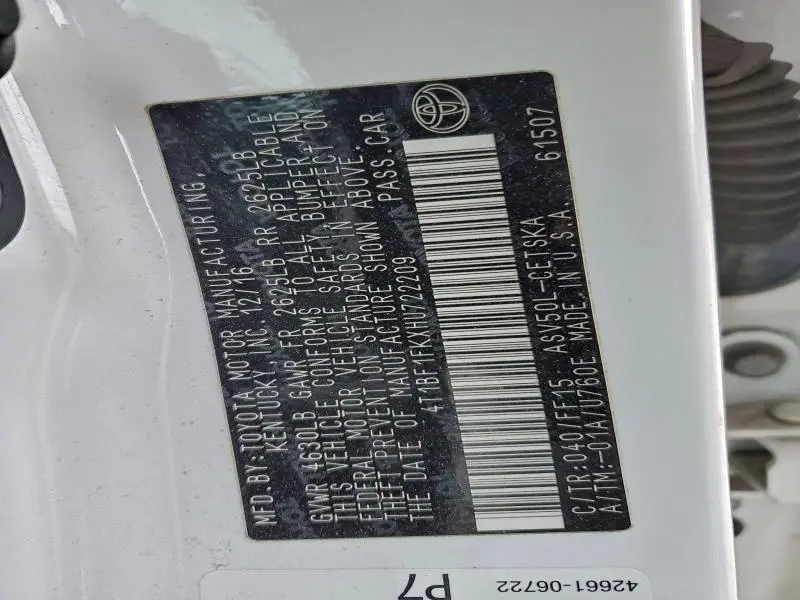 MFD.BY:TOYOTA MOTOR MANUFACTURING,
KENTUCKY INC. 12/16
GVWR 4630LB GAWR FR 2625LB RR 2625LB
THIS VEHICLE CONFORMS TO ALL APPLICABLE
FEDERAL MOTOR VEHICLE SAFETY, BUMPER, AND
THEFT PREVENTION STANDARDS IN EFFECT ON
THE DATE OF MANUFACTURE SHOWN ABOVE.
4T1BF1FKXHU722209 PASS.CAR
C/TR:040/FF15 ASV50L-CETSKA 61507
A/TM:-01A/U760E MADE IN U.S.A.
42661-06722
P7